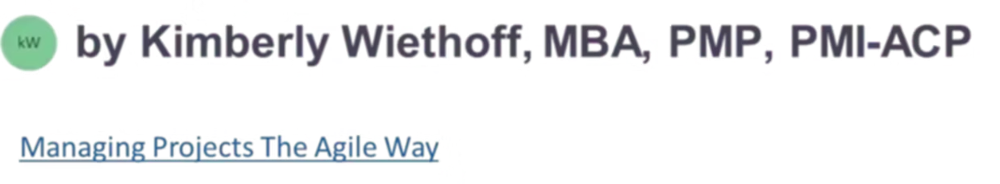 kW by Kimberly Wiethoff, MBA, PMP, PMI-ACP
Managing Projects The Agile Way